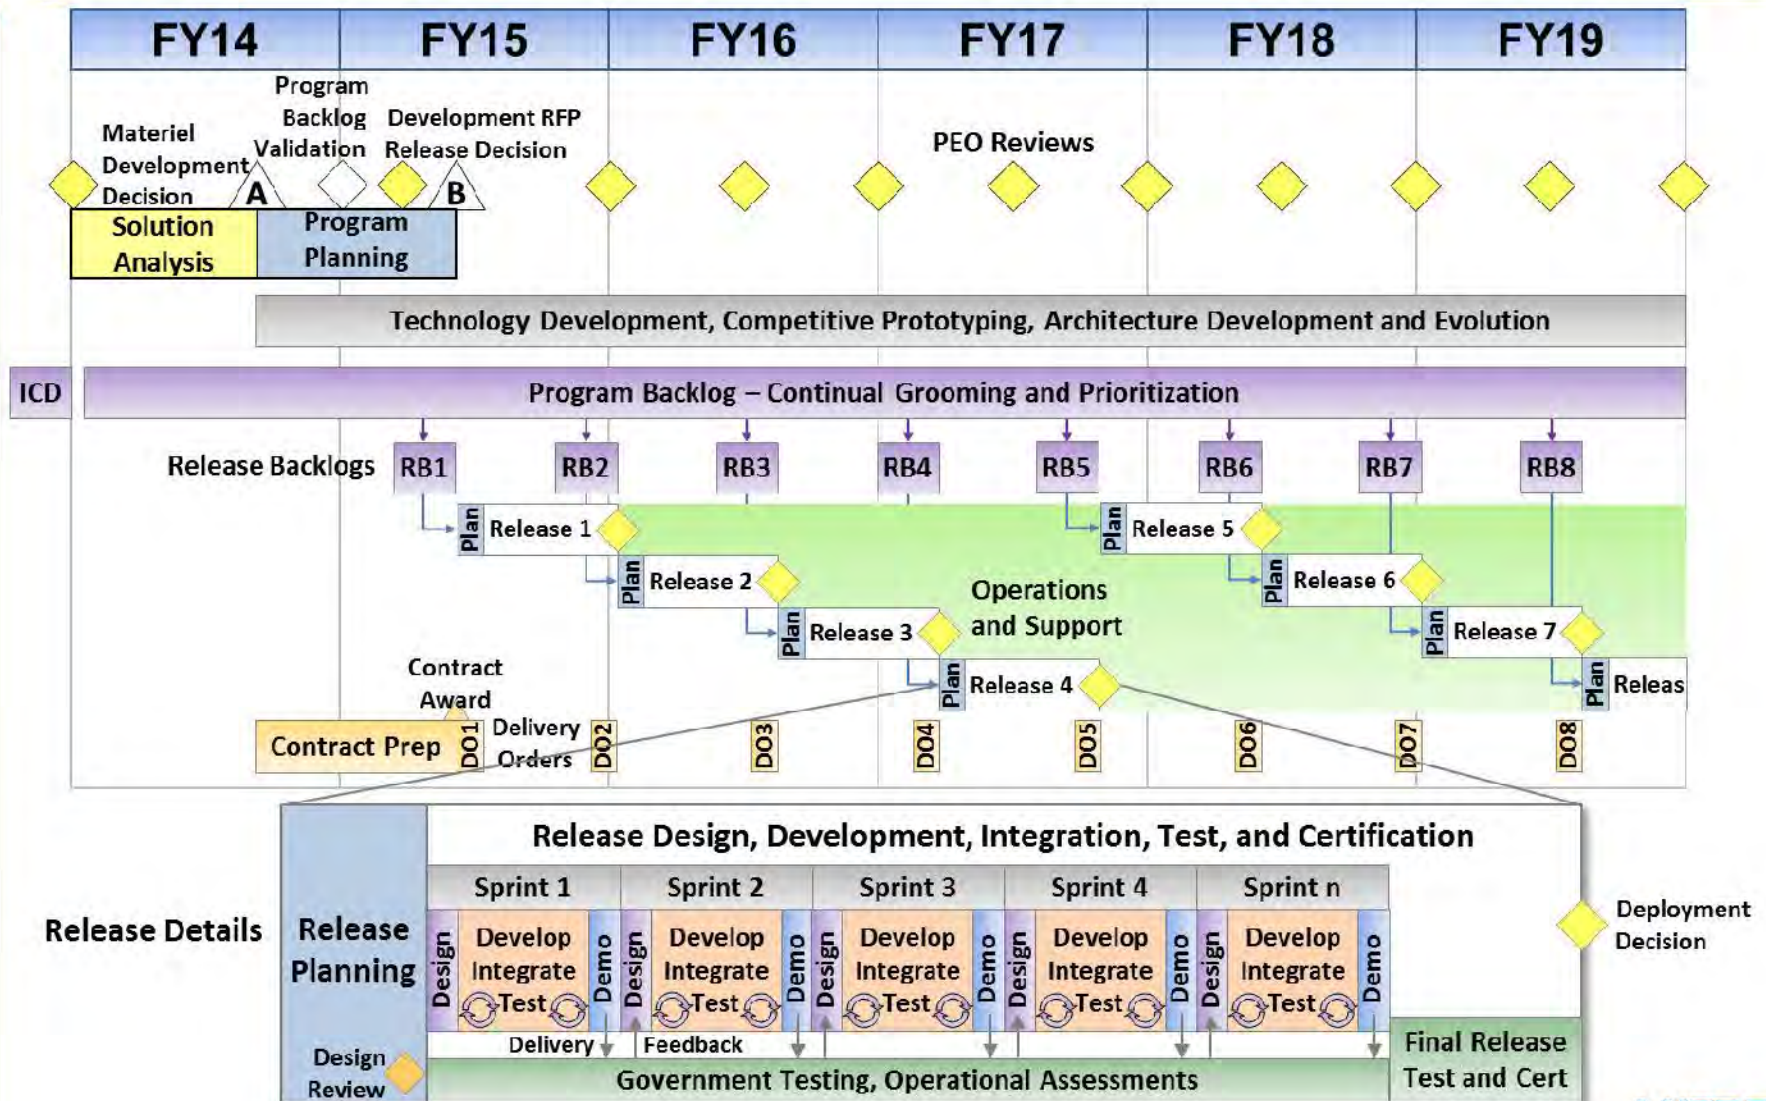 FY14
FY15
FY16
FY17
FY18
FY19
Program
Backlog
Validation
Development RFP
Release Decision
Materiel
Development
Decision
A
B
PEO Reviews
Solution
Analysis
Program
Planning
Technology Development, Competitive Prototyping, Architecture Development and Evolution
ICD
Program Backlog – Continual Grooming and Prioritization
Release Backlogs
RB1
RB2
RB3
RB4
RB5
RB6
RB7
RB8
Plan
Release 1
Plan
Release 5
Plan
Release 2
Plan
Release 6
Operations
and Support
Plan
Release 3
Plan
Release 7
Plan
Release 4
Plan
Releas
Contract
Award
Contract Prep
DO1
Delivery
Orders
DO2
DO3
DO4
DO5
DO6
DO7
DO8
Release Design, Development, Integration, Test, and Certification
Release Details
Release
Planning
Sprint 1
Sprint 2
Sprint 3
Sprint 4
Sprint n
Design
Develop
Integrate
Test
Demo
Design
Develop
Integrate
Test
Demo
Design
Develop
Integrate
Test
Demo
Design
Develop
Integrate
Test
Demo
Design
Develop
Integrate
Test
Demo
Deployment
Decision
Delivery
Feedback
Design
Review
Government Testing, Operational Assessments
Final Release
Test and Cert